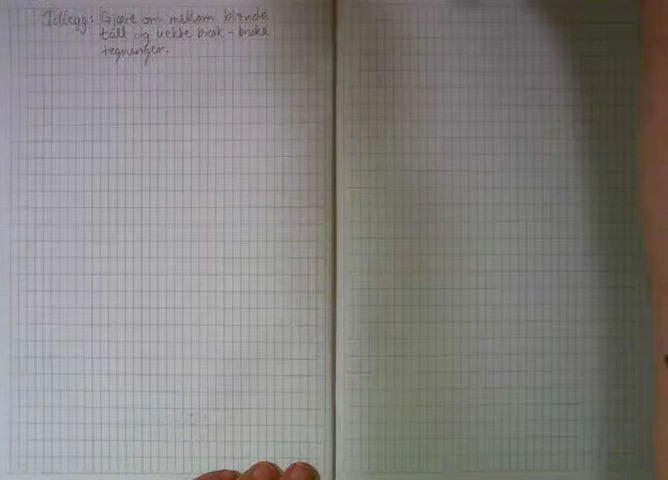 Tillegg: Gjøre om mellom blanda
tall og uekte brøk - bruke
tegninger.